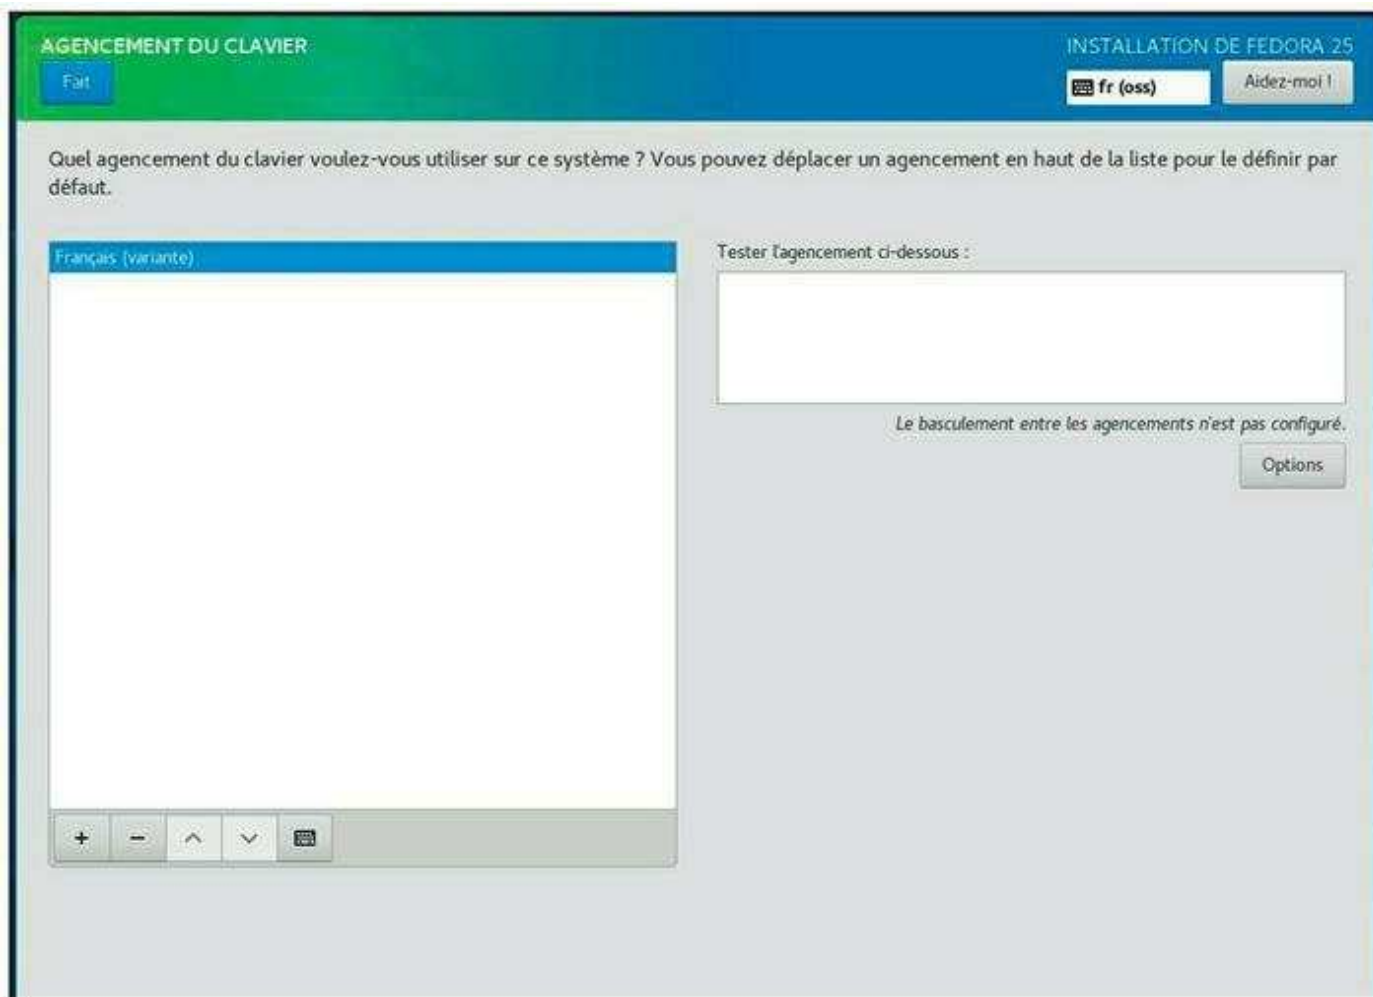 AGENCEMENT DU CLAVIER
INSTALLATION DE FEDORA 25
Fait
fr (oss)
Aidez-moi !
Quel agencement du clavier voulez-vous utiliser sur ce système ? Vous pouvez déplacer un agencement en haut de la liste pour le définir par
défaut.
Français (variante)
Tester l'agencement ci-dessous :
Le basculement entre les agencements n'est pas configuré.
Options